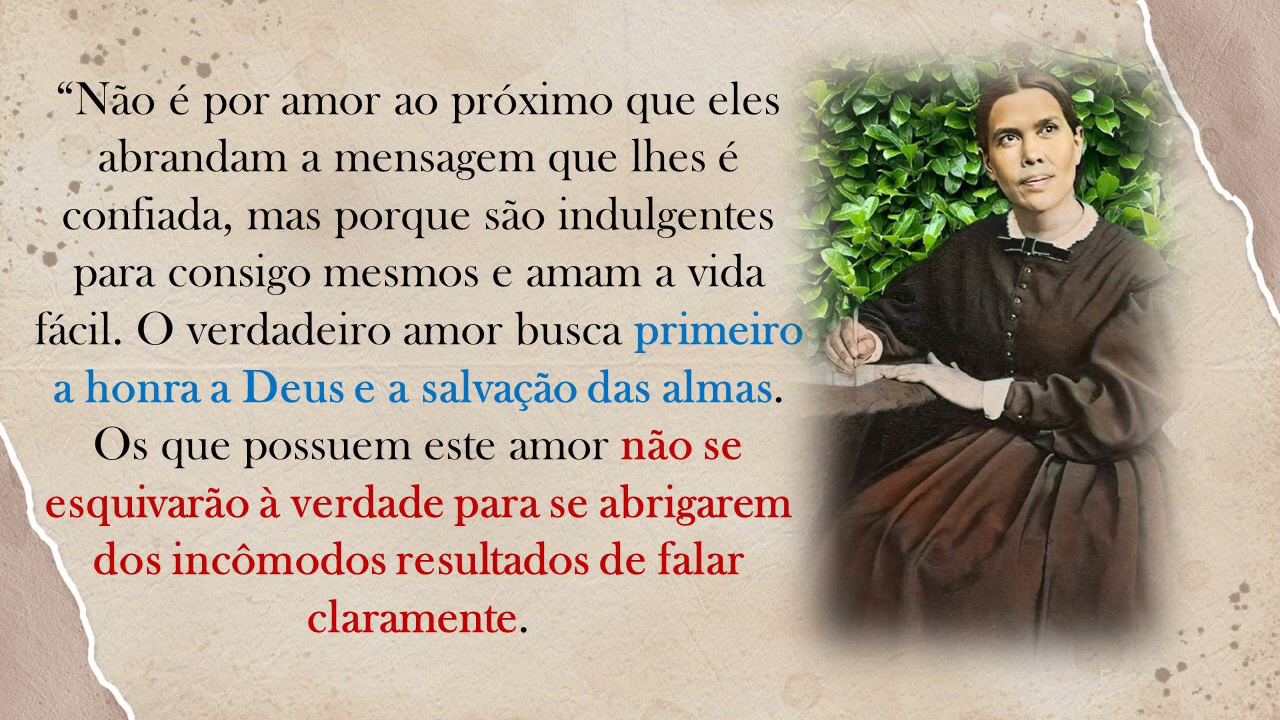 “Não é por amor ao próximo que eles
abrandam a mensagem que lhes é
confiada, mas porque são indulgentes
para consigo mesmos e amam a vida
fácil. O verdadeiro amor busca primeiro
a honra a Deus e a salvação das almas.
Os que possuem este amor não se
esquivarão à verdade para se abrigarem
dos incômodos resultados de falar
claramente.